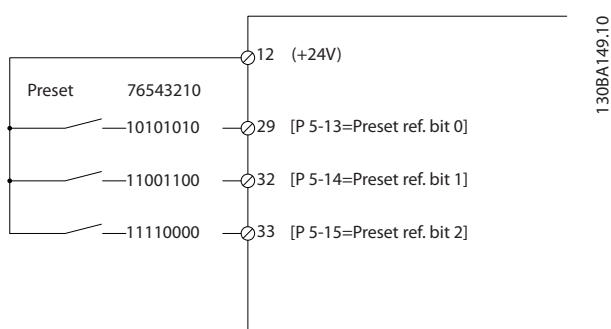 12 (+24V)
Preset 76543210
10101010 29 [P 5-13=Preset ref. bit 0]
11001100 32 [P 5-14=Preset ref. bit 1]
11110000 33 [P 5-15=Preset ref. bit 2]
130BA149.10